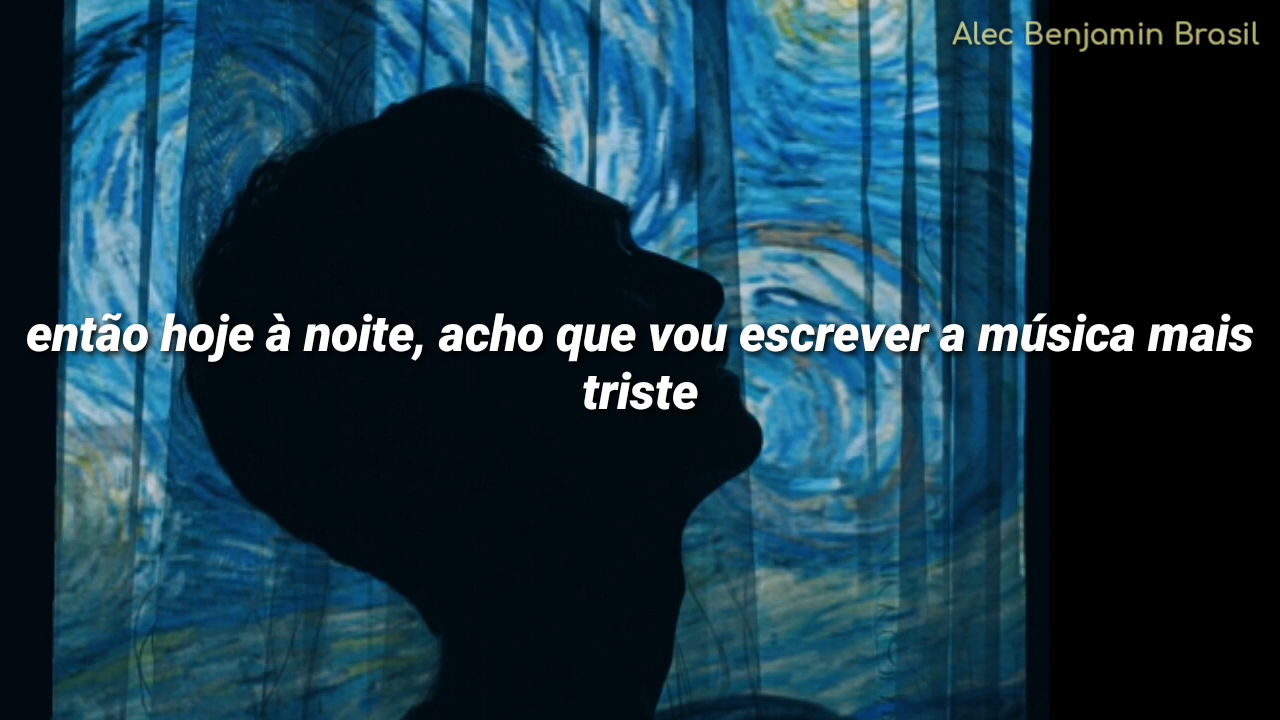 Alec Benjamin Brasil
então hoje à noite, acho que vou escrever a música mais
triste